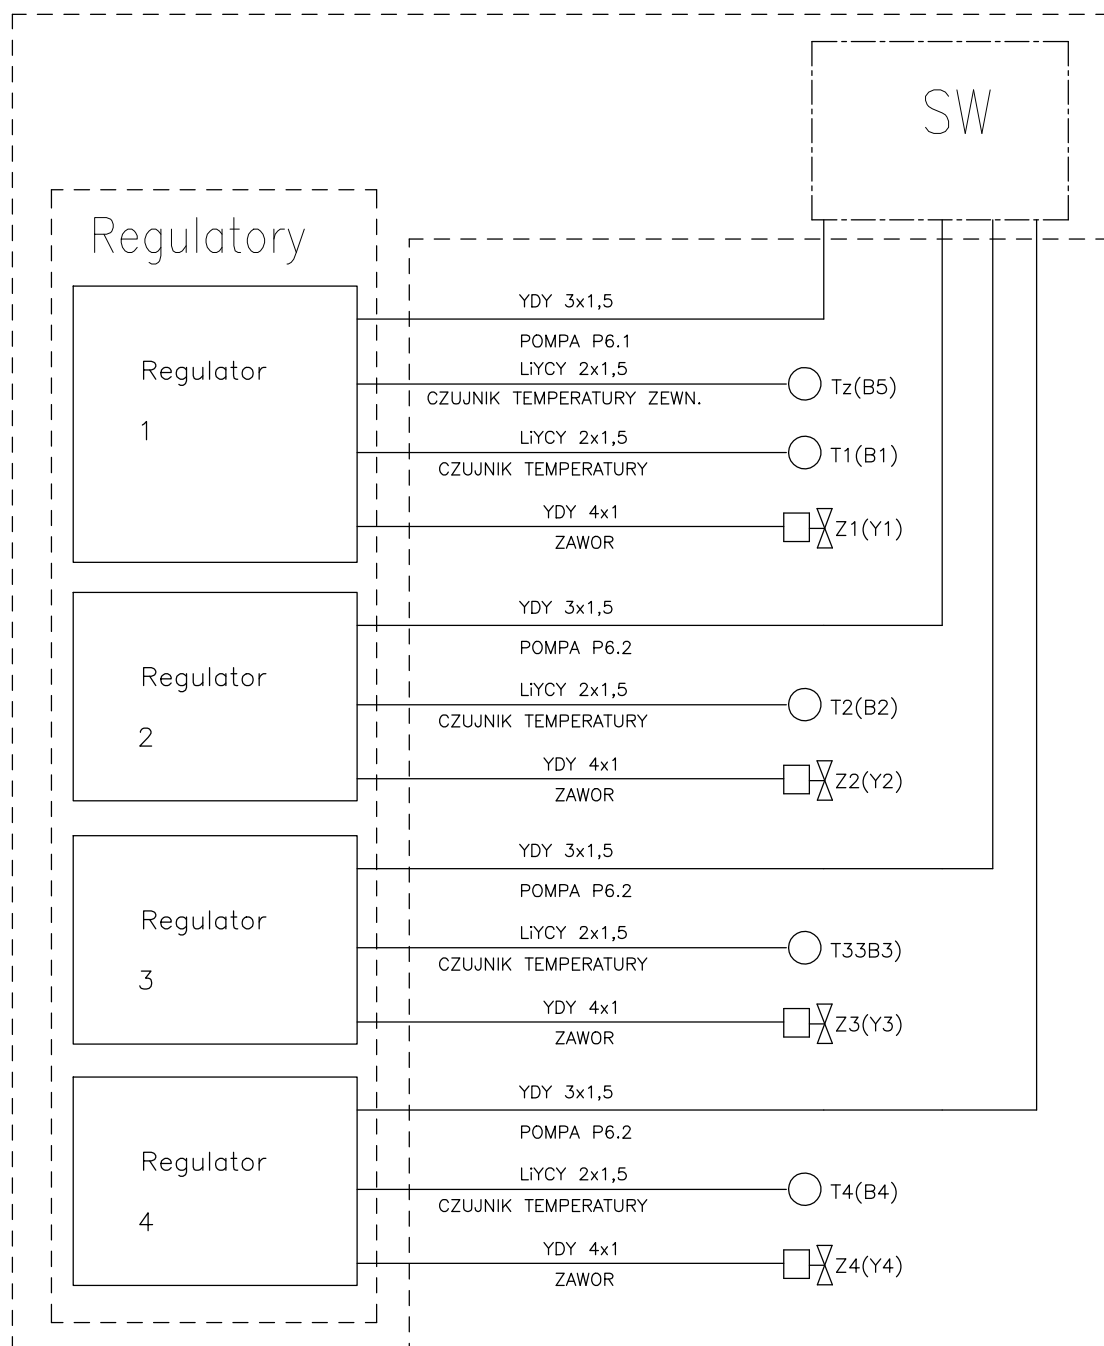 SW
Regulatory
Regulator
1
YDY 3x1,5
POMPA P6.1
LiYCY 2x1,5
CZUJNIK TEMPERATURY ZEWN.
Tz(B5)
LiYCY 2x1,5
CZUJNIK TEMPERATURY
T1(B1)
YDY 4x1
ZAWOR
Z1(Y1)
Regulator
2
YDY 3x1,5
POMPA P6.2
LiYCY 2x1,5
CZUJNIK TEMPERATURY
T2(B2)
YDY 4x1
ZAWOR
Z2(Y2)
Regulator
3
YDY 3x1,5
POMPA P6.2
LiYCY 2x1,5
CZUJNIK TEMPERATURY
T33B3)
YDY 4x1
ZAWOR
Z3(Y3)
Regulator
4
YDY 3x1,5
POMPA P6.2
LiYCY 2x1,5
CZUJNIK TEMPERATURY
T4(B4)
YDY 4x1
ZAWOR
Z4(Y4)